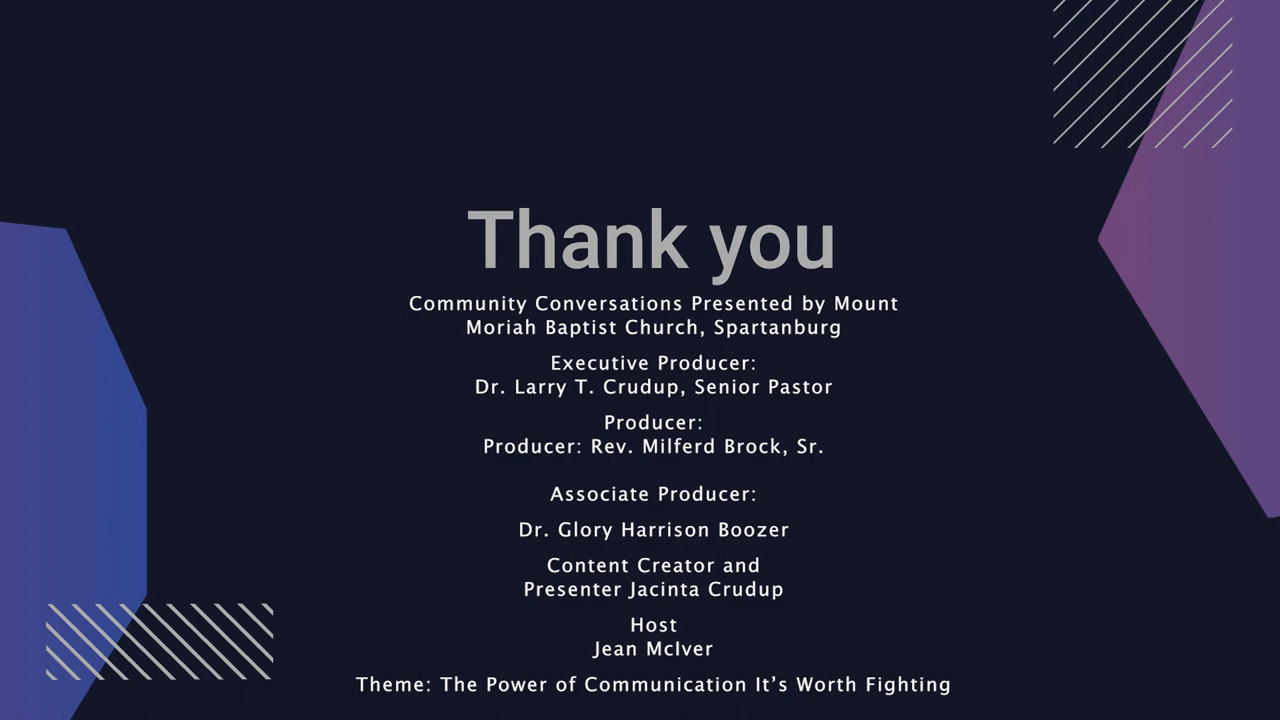 Thank you
Community Conversations Presented by Mount
Moriah Baptist Church, Spartanburg
Executive Producer:
Dr. Larry T. Crudup, Senior Pastor
Producer:
Producer: Rev. Milferd Brock, Sr.
Associate Producer:
Dr. Glory Harrison Boozer
Content Creator and
Presenter Jacinta Crudup
Host
Jean McIver
Theme: The Power of Communication It’s Worth Fighting